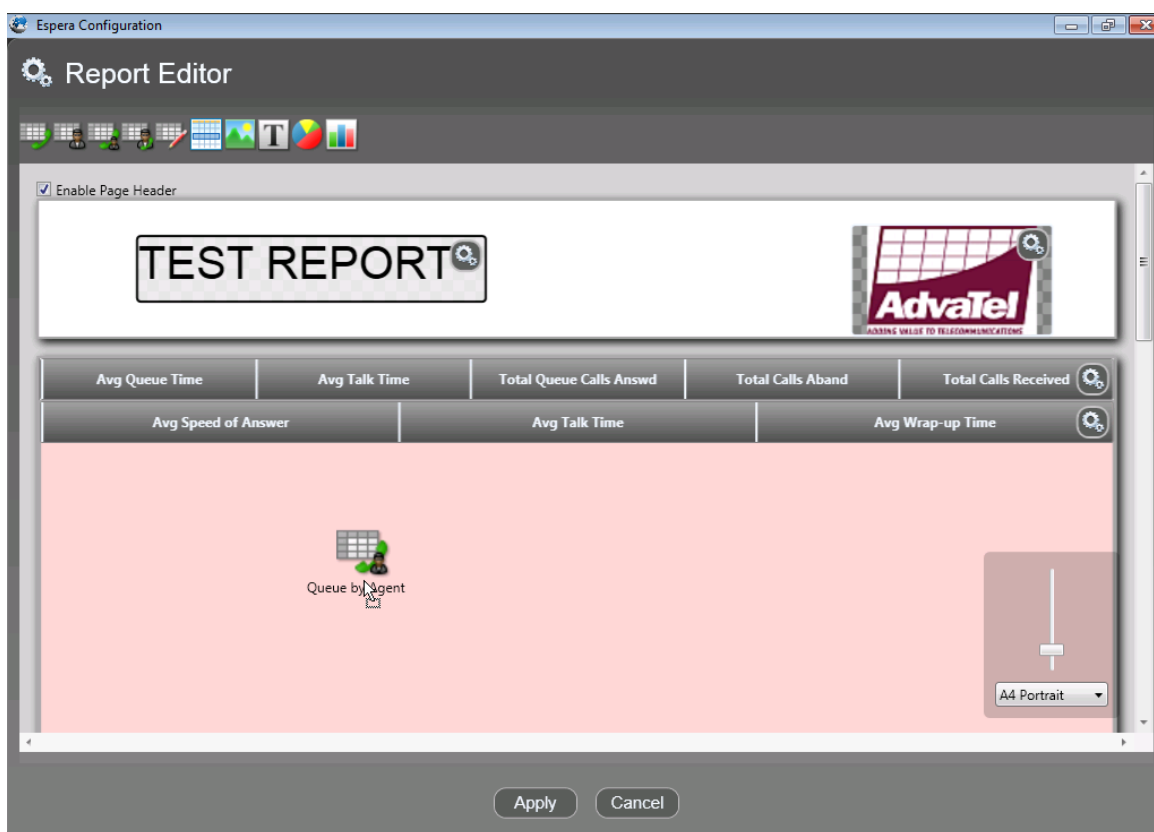 Espera Configuration
Report Editor
T
Enable Page Header
TEST REPORT
AdvaTel
ADDING VALUE TO TELECOMMUNICATIONS
Avg Queue Time Avg Talk Time Total Queue Calls Answd Total Calls Aband Total Calls Received
Avg Speed of Answer Avg Talk Time Avg Wrap-up Time
Queue by Agent
A4 Portrait
Apply Cancel